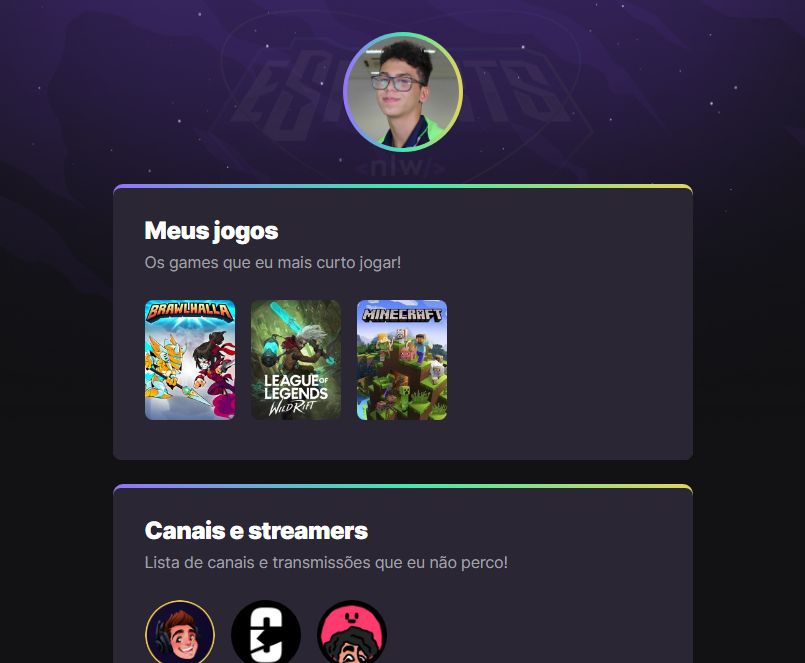 <nlw/>
Meus jogos
Os games que eu mais curto jogar!
BRAWLHALLA
LEAGUE OF
LEGENDS
WILD RIFT
MINECRAFT
Canais e streamers
Lista de canais e transmissões que eu não perco!